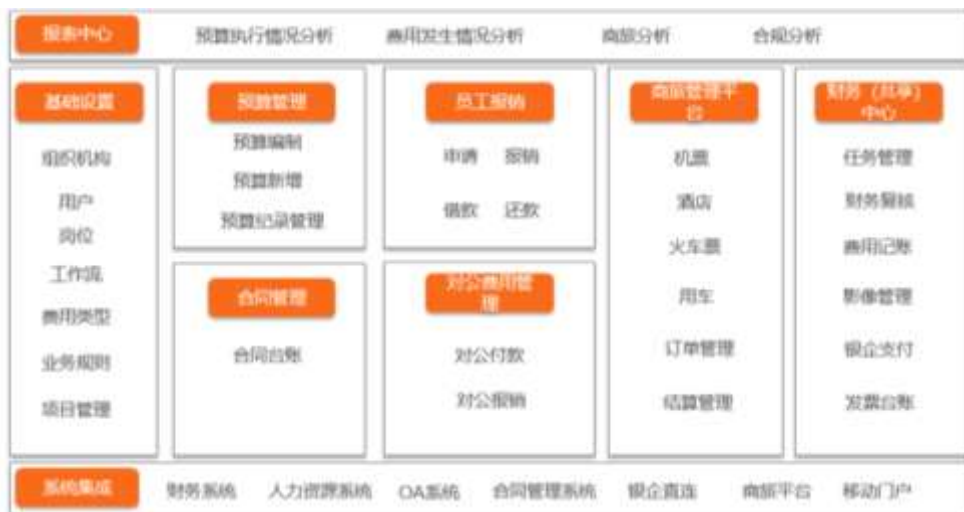 报表中心 预算执行情况分析 费用发生情况分析 商旅分析 合规分析
基础设置
组织机构
用户
岗位
工作流
费用类型
业务规则
项目管理
预算管理
预算编制
预算新增
预算纪录管理
合同管理
合同台账
员工报销
申请 报销
借款 还款
对公费用管
理
对公付款
对公报销
商旅管理平
台
机票
酒店
火车票
用车
订单管理
结算管理
财务（共享）
中心
任务管理
财务复核
费用记账
影像管理
银企支付
发票台账
系统集成 财务系统 人力资源系统 OA系统 合同管理系统 银企直连 商旅平台 移动门户